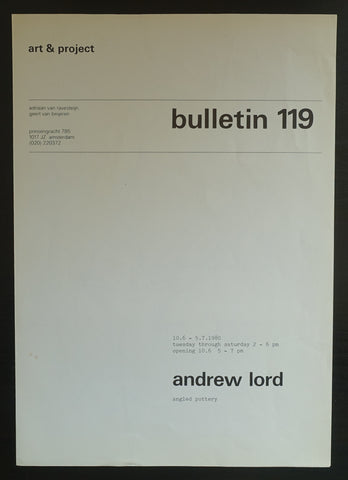 art & project
adriaan van ravesteijn
geert van beijeren
bulletin 119
prinsengracht 785
1017 JZ amsterdam
(020) 220372
10.6 - 5.7.1980
tuesday through saturday 2 - 6 pm
opening 10.6 5 - 7 pm
andrew lord
angled pottery